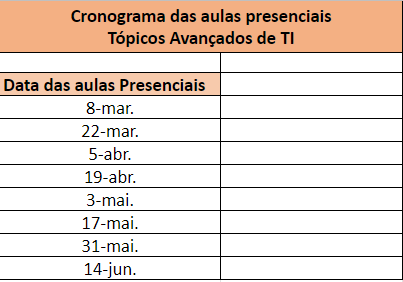 Cronograma das aulas presenciais
Tópicos Avançados de TI
Data das aulas Presenciais
8-mar.
22-mar.
5-abr.
19-abr.
3-mai.
17-mai.
31-mai.
14-jun.